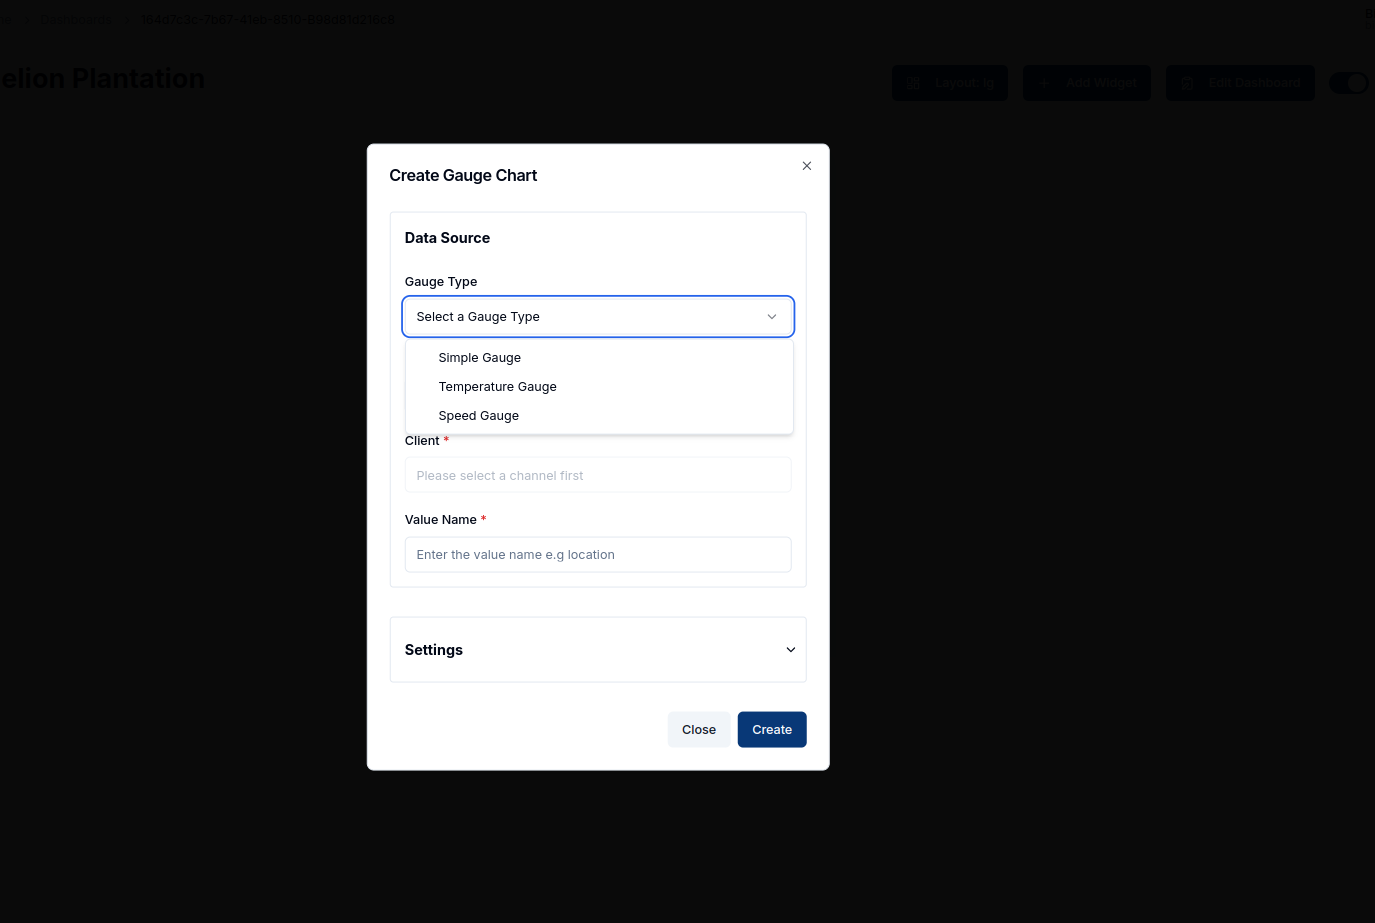 Dashboards
elion Plantation
Layout: lg
Add Widget
Edit Dashboard
Create Gauge Chart
Data Source
Gauge Type
Select a Gauge Type
Simple Gauge
Temperature Gauge
Speed Gauge
Client *
Please select a channel first
Value Name *
Enter the value name e.g location
Settings
Close
Create